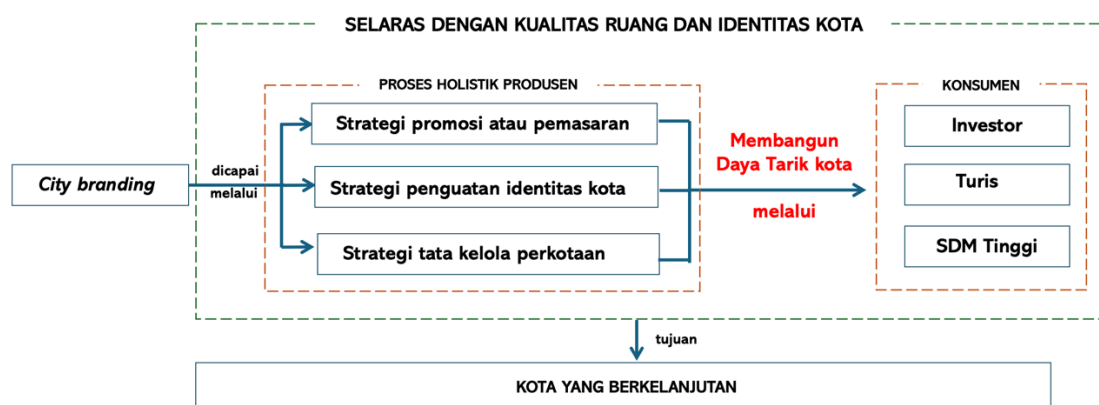 SELARAS DENGAN KUALITAS RUANG DAN IDENTITAS KOTA
PROSES HOLISTIK PRODUSEN
KONSUMEN
City branding
dicapai
melalui
Strategi promosi atau pemasaran
Strategi penguatan identitas kota
Strategi tata kelola perkotaan
Membangun
Daya Tarik kota
melalui
Investor
Turis
SDM Tinggi
tujuan
KOTA YANG BERKELANJUTAN